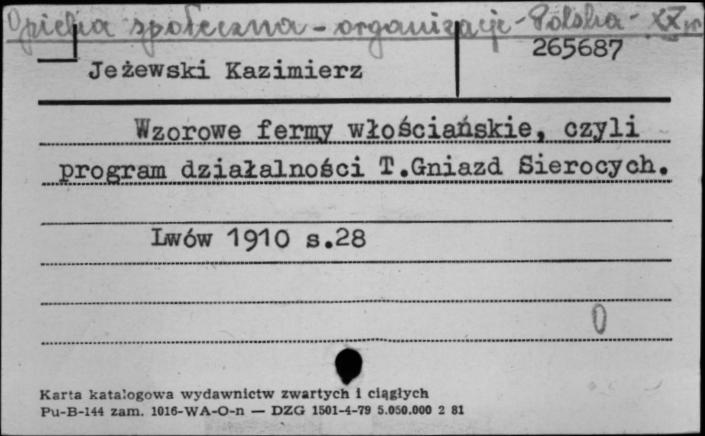 Opieka społeczna - organizacje - Polska - XX w
265687
Jeżewski Kazimierz
Wzorowe fermy włościańskie, czyli
program działalności T.Gniazd Sierocych.
Lwów 1910 s.28
0
Karta katalogowa wydawnictw zwartych i ciągłych
Pu-B-144 zam. 1016-WA-O-n — DZG 1501-4-79 5.050.000 2 81